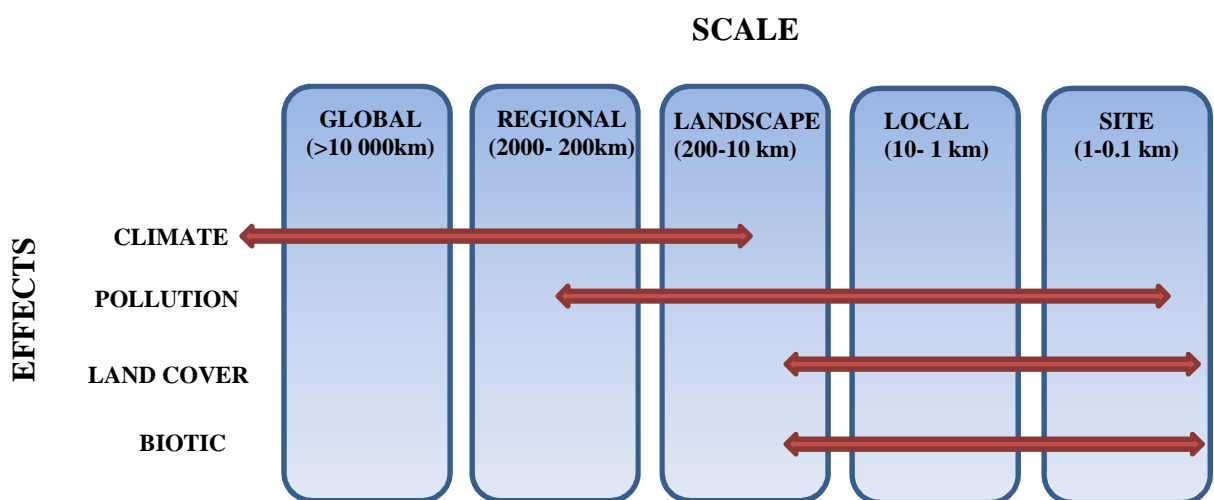 SCALE
GLOBAL
(>10 000km)
REGIONAL
(2000- 200km)
LANDSCAPE
(200-10 km)
LOCAL
(10- 1 km)
SITE
(1-0.1 km)
EFFECTS
CLIMATE
POLLUTION
LAND COVER
BIOTIC